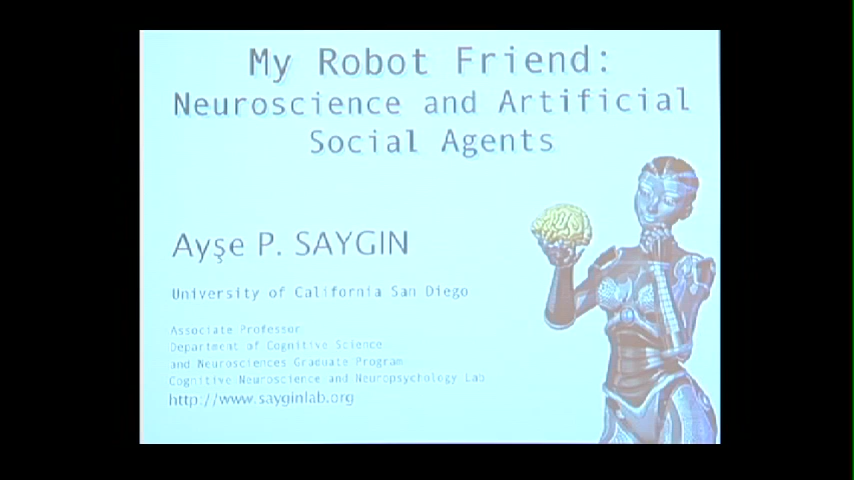 My Robot Friend:
Neuroscience and Artificial
Social Agents
Ayşe P. SAYGIN
University of California San Diego
Associate Professor
Department of Cognitive Science
and Neurosciences Graduate Program
Cognitive Neuroscience and Neuropsychology Lab
http://www.sayginlab.org